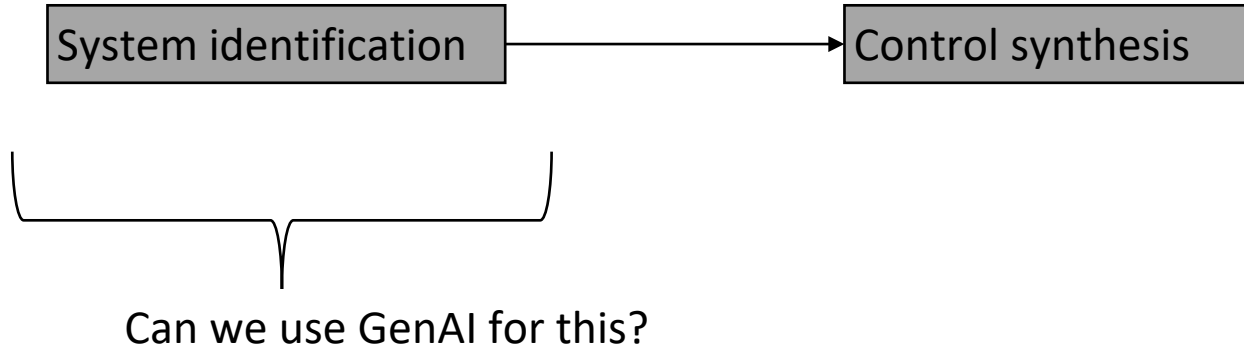 System identification
Control synthesis
Can we use GenAI for this?